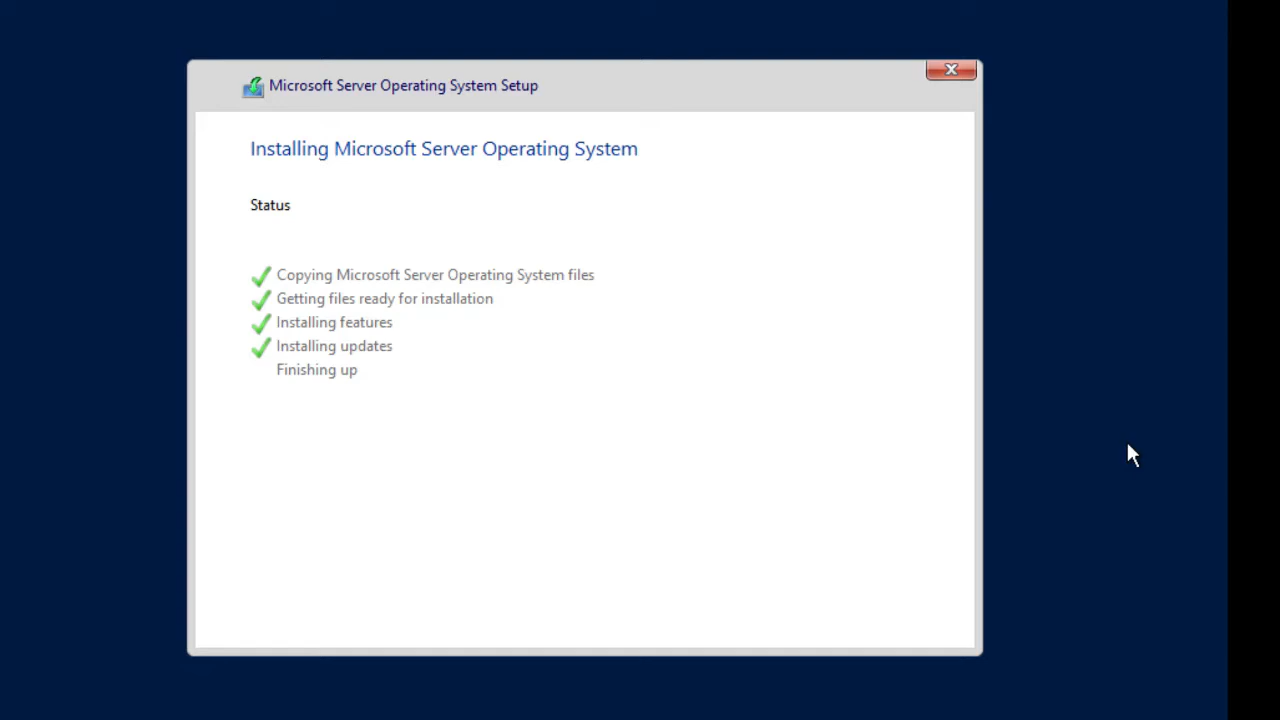 Microsoft Server Operating System Setup
Installing Microsoft Server Operating System
Status
Copying Microsoft Server Operating System files
Getting files ready for installation
Installing features
Installing updates
Finishing up